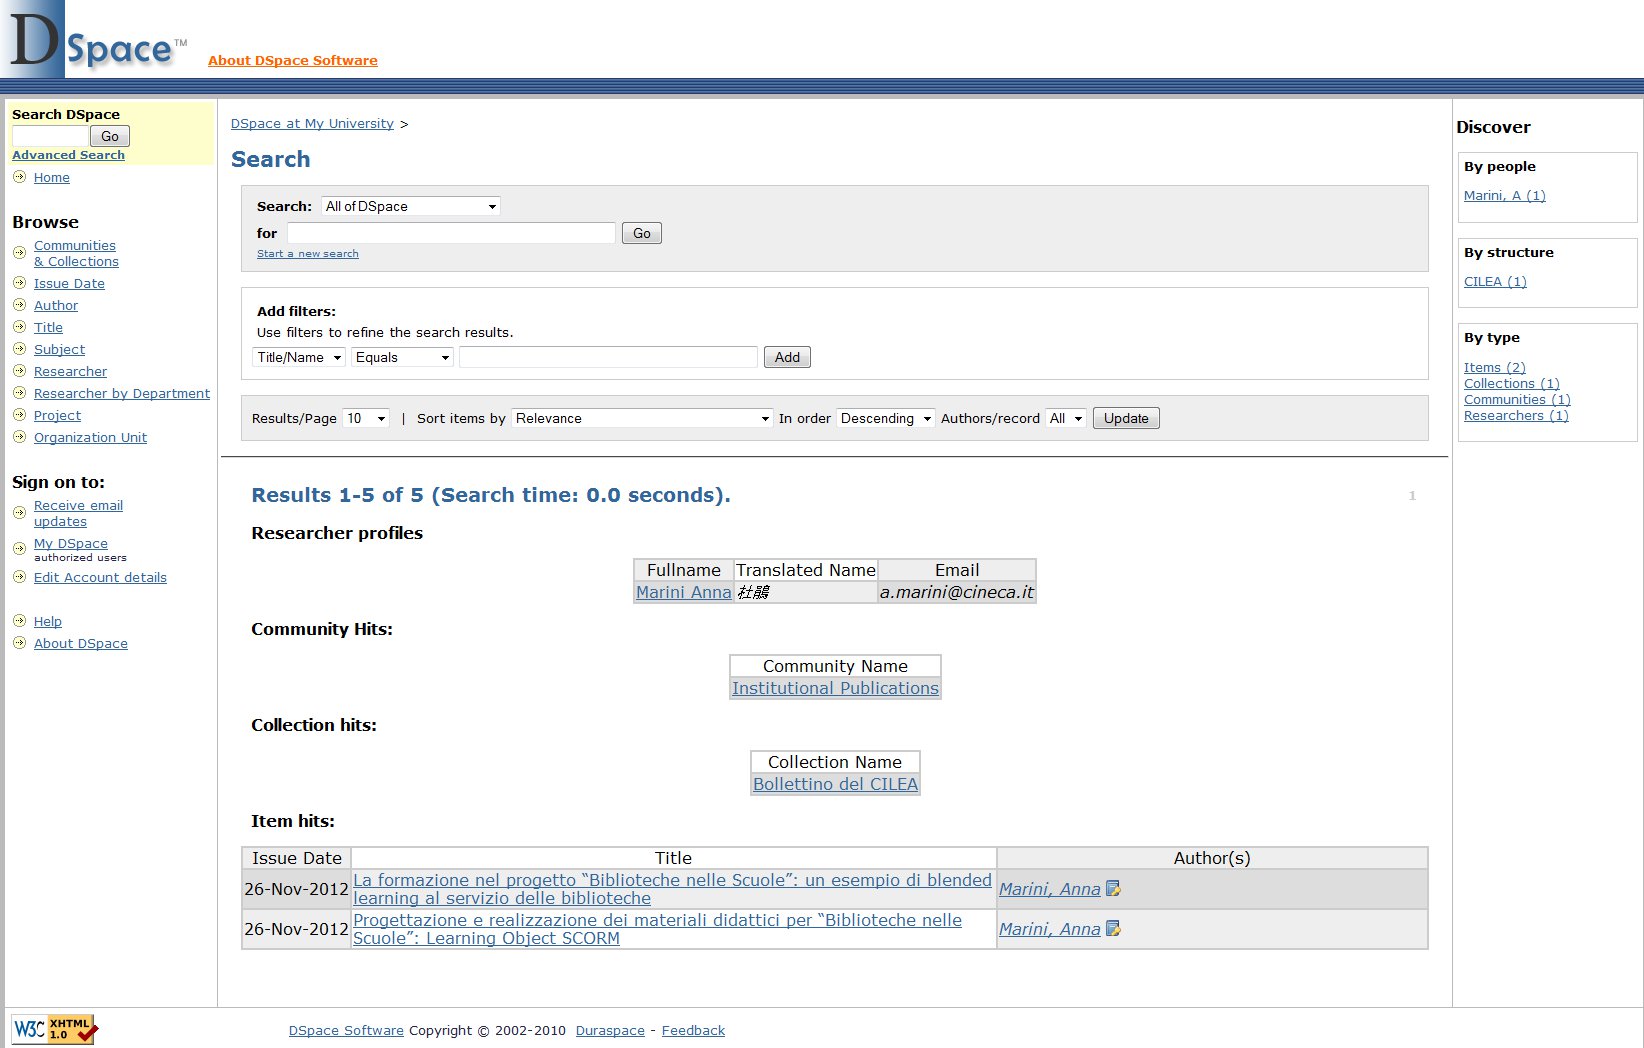 DSpace™
About DSpace Software
Search DSpace
Go
Advanced Search
Home
Browse
Communities
& Collections
Issue Date
Author
Title
Subject
Researcher
Researcher by Department
Project
Organization Unit
Sign on to:
Receive email
updates
My DSpace
authorized users
Edit Account details
Help
About DSpace
DSpace at My University >
Search
Search: All of DSpace
for Go
Start a new search
Add filters:
Use filters to refine the search results.
Title/Name Equals Add
Results/Page 10 | Sort items by Relevance In order Descending Authors/record All Update
Results 1-5 of 5 (Search time: 0.0 seconds).
1
Researcher profiles
Fullname Translated Name Email
Marini Anna 杜鵑 a.marini@cineca.it
Community Hits:
Community Name
Institutional Publications
Collection hits:
Collection Name
Bollettino del CILEA
Item hits:
Issue Date Title Author(s)
26-Nov-2012 La formazione nel progetto “Biblioteche nelle Scuole”: un esempio di blended
learning al servizio delle biblioteche Marini, Anna
26-Nov-2012 Progettazione e realizzazione dei materiali didattici per “Biblioteche nelle
Scuole”: Learning Object SCORM Marini, Anna
Discover
By people
Marini, A (1)
By structure
CILEA (1)
By type
Items (2)
Collections (1)
Communities (1)
Researchers (1)
W3C XHTML
1.0
DSpace Software Copyright © 2002-2010 Duraspace - Feedback